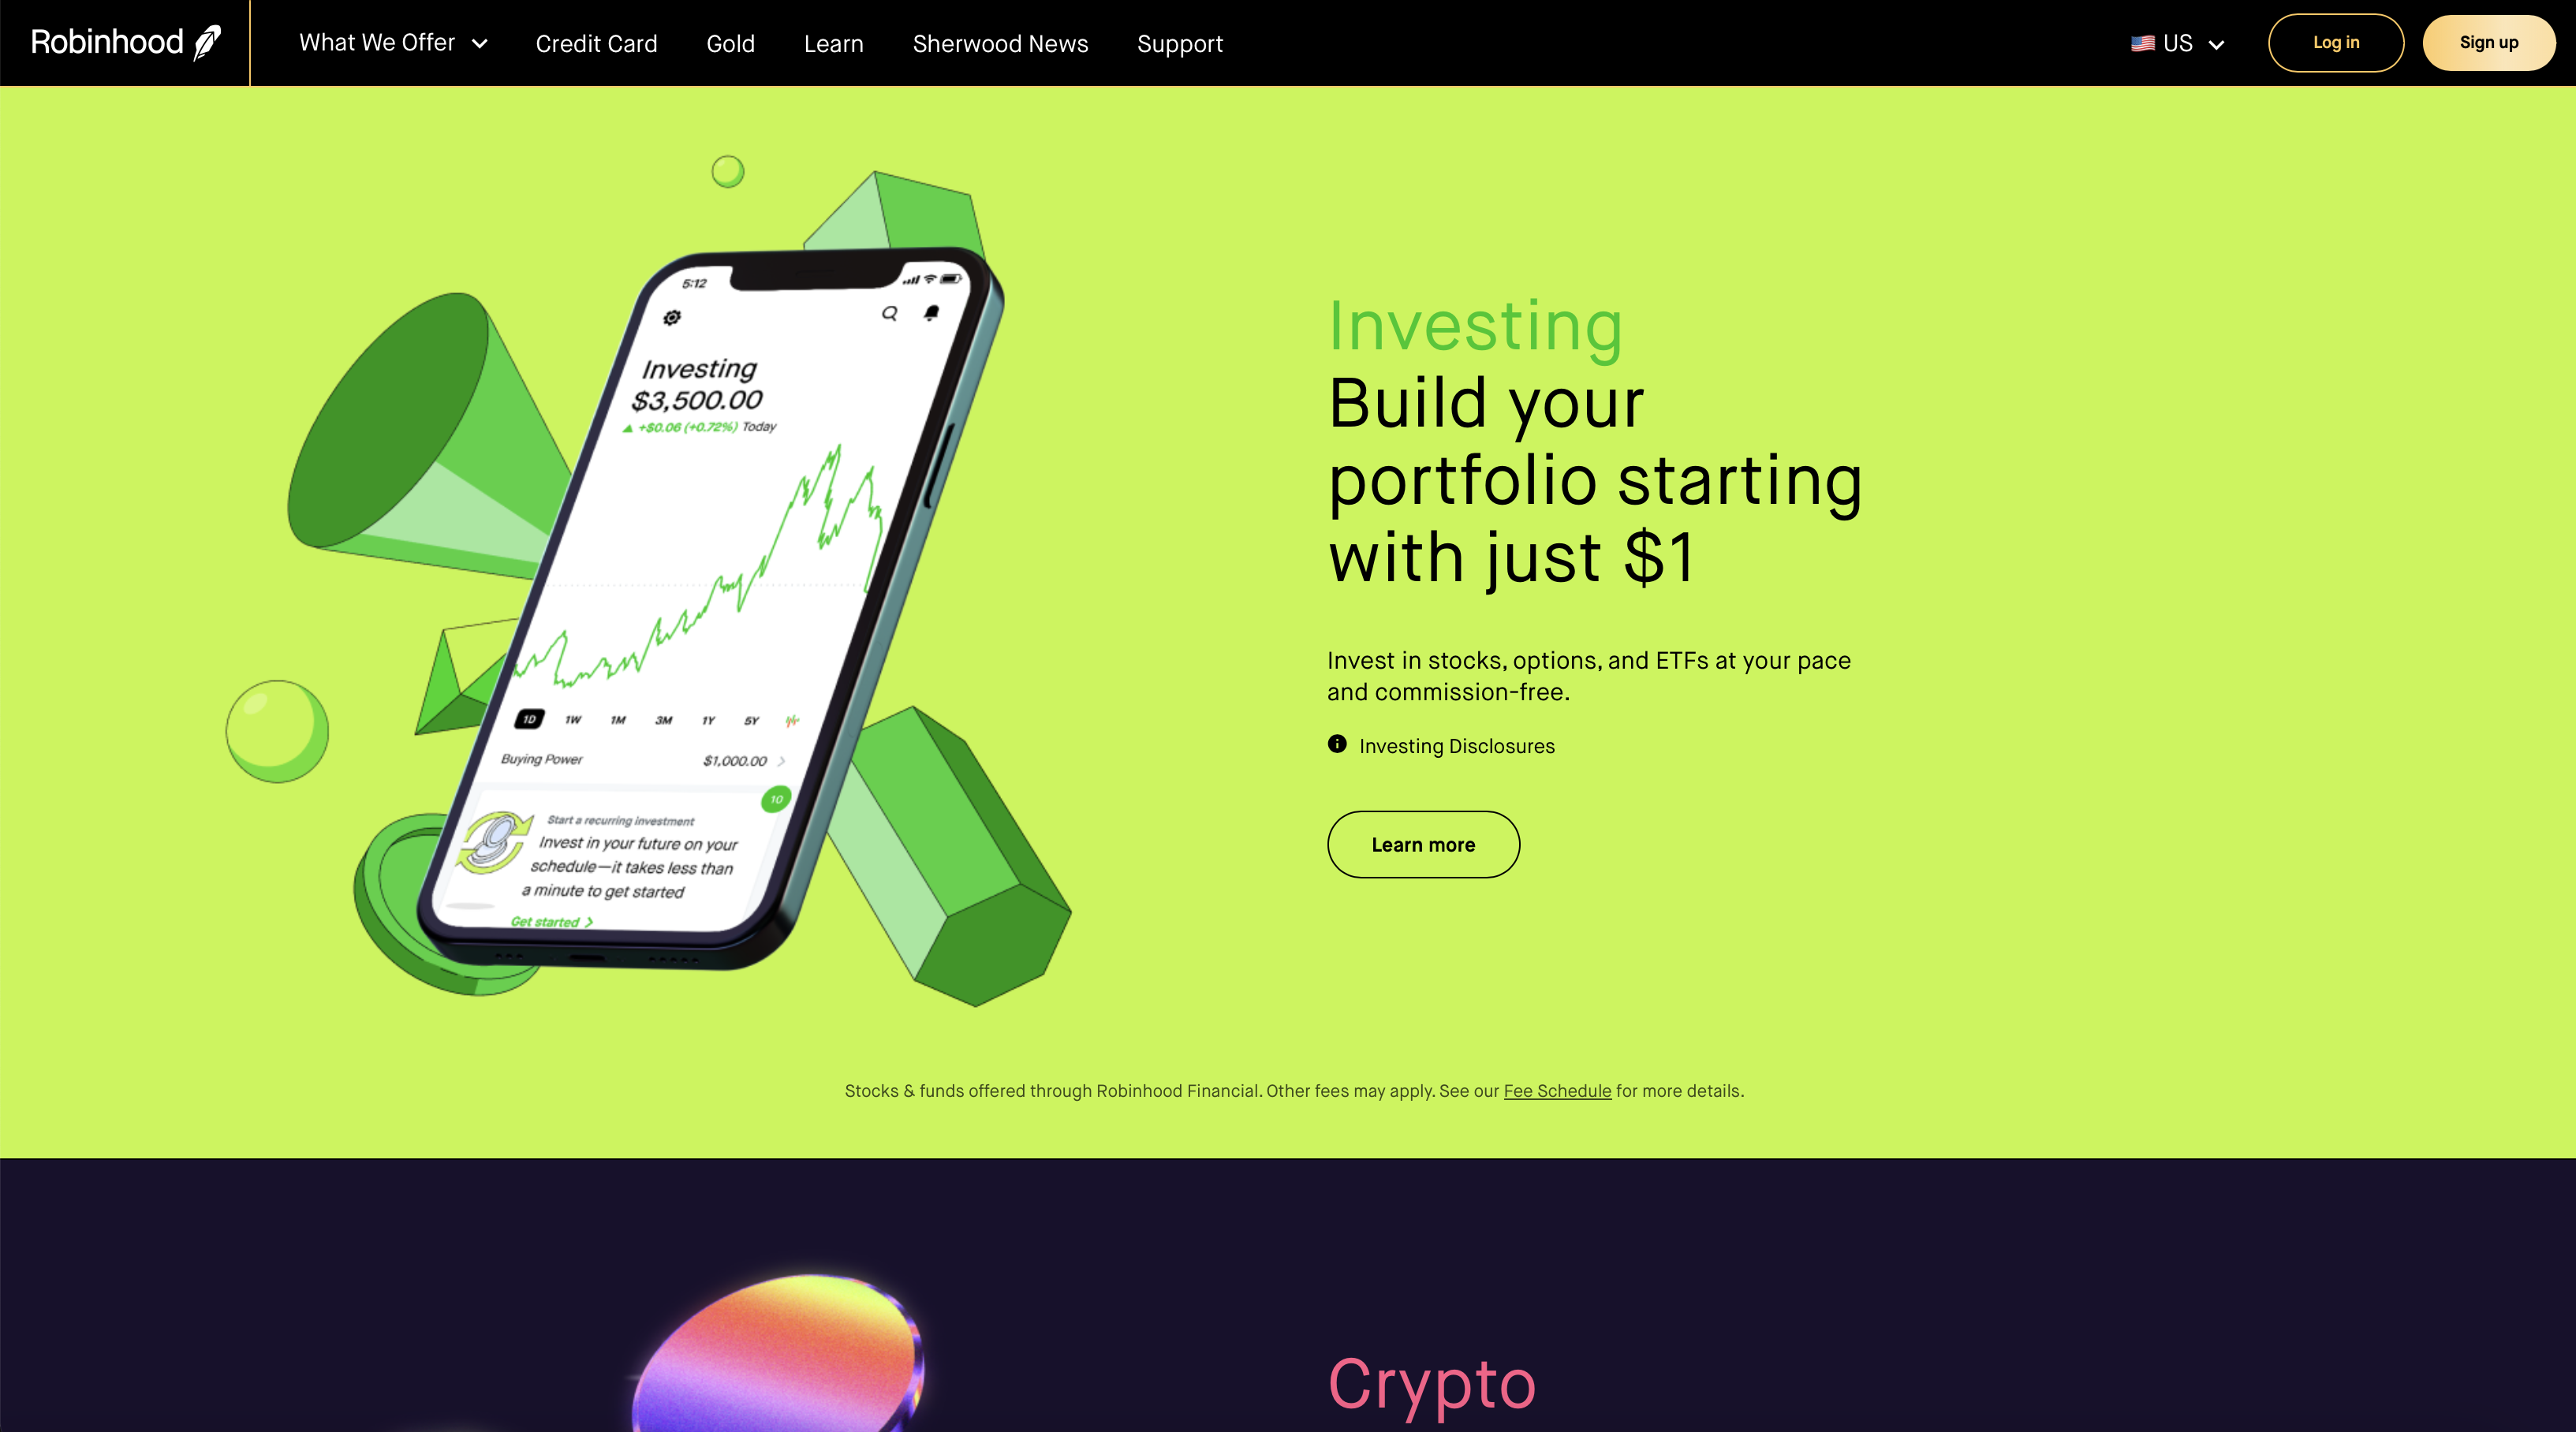 Robinhood
What We Offer
Credit Card
Gold
Learn
Sherwood News
Support
US
Log in
Sign up
5:12
Investing
$3,500.00
+$0.06 (+0.72%) Today
1D 1W 1M 3M 1Y 5Y
Buying Power $1,000.00
10
Start a recurring investment
Invest in your future on your
schedule—it takes less than
a minute to get started
Get started
Investing
Build your
portfolio starting
with just $1
Invest in stocks, options, and ETFs at your pace
and commission-free.
Investing Disclosures
Learn more
Stocks & funds offered through Robinhood Financial. Other fees may apply. See our Fee Schedule for more details.
Crypto